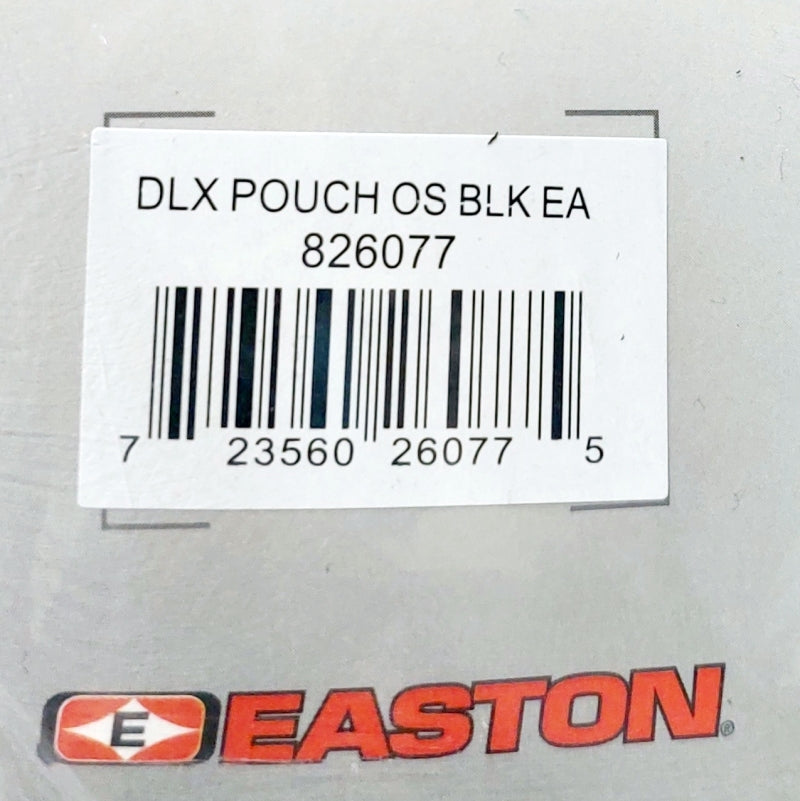 DLX POUCH OS BLK EA
826077
7 23560 26077 5
E EASTON®